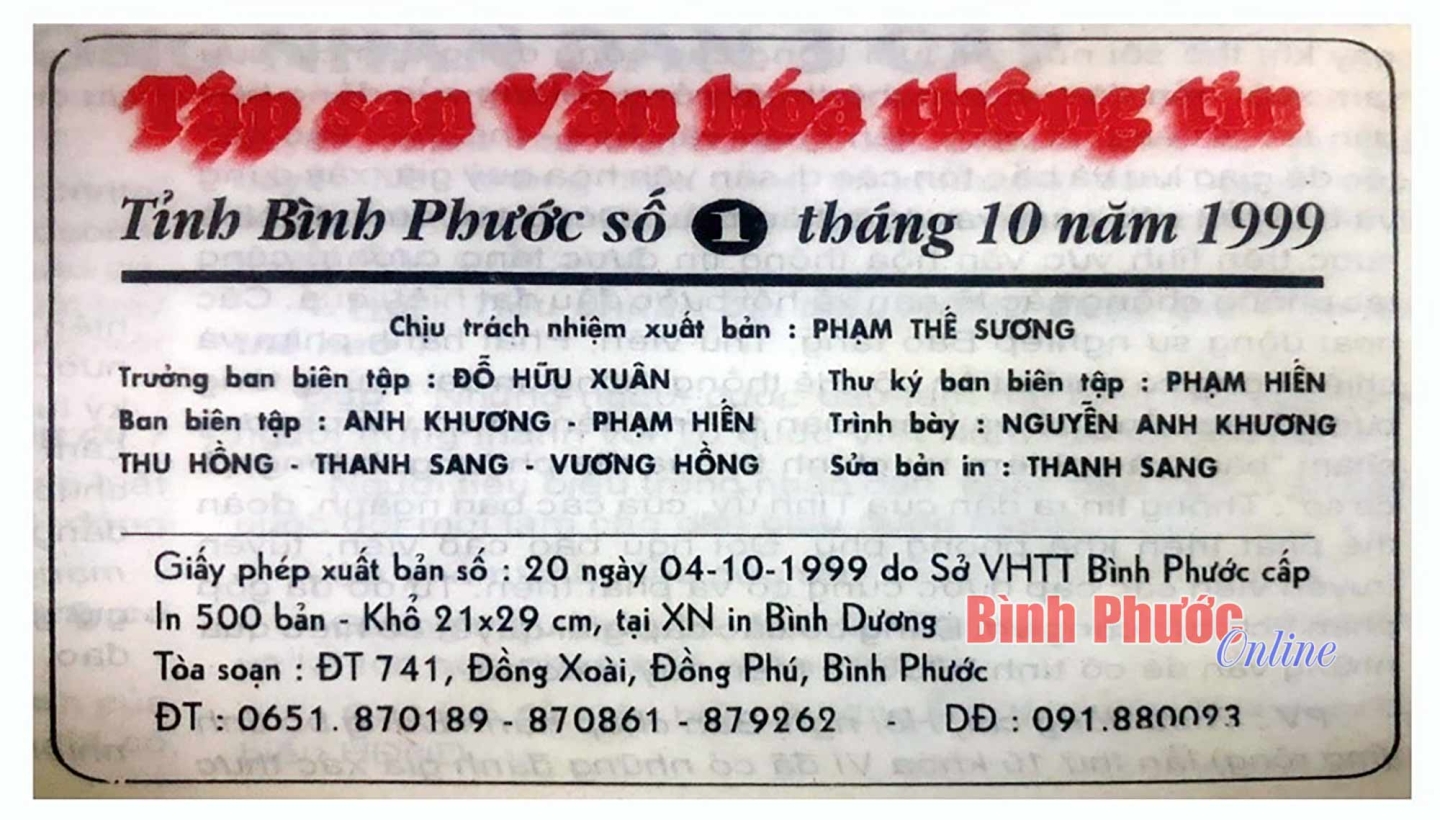 Tập san Văn hóa thông tin
Tỉnh Bình Phước số 1 tháng 10 năm 1999
Chịu trách nhiệm xuất bản : PHẠM THẾ SƯƠNG
Trưởng ban biên tập : ĐỖ HỮU XUÂN
Thư ký ban biên tập : PHẠM HIẾN
Ban biên tập : ANH KHƯƠNG - PHẠM HIẾN
Trình bày : NGUYỄN ANH KHƯƠNG
THU HỒNG - THANH SANG - VƯƠNG HỒNG
Sửa bản in : THANH SANG
Giấy phép xuất bản số : 20 ngày 04-10-1999 do Sở VHTT Bình Phước cấp
In 500 bản - Khổ 21x29 cm, tại XN in Bình Dương
Bình Phước
Online
Tòa soạn : ĐT 741, Đồng Xoài, Đồng Phú, Bình Phước
ĐT : 0651. 870189 - 870861 - 879262 - DĐ : 091.880093